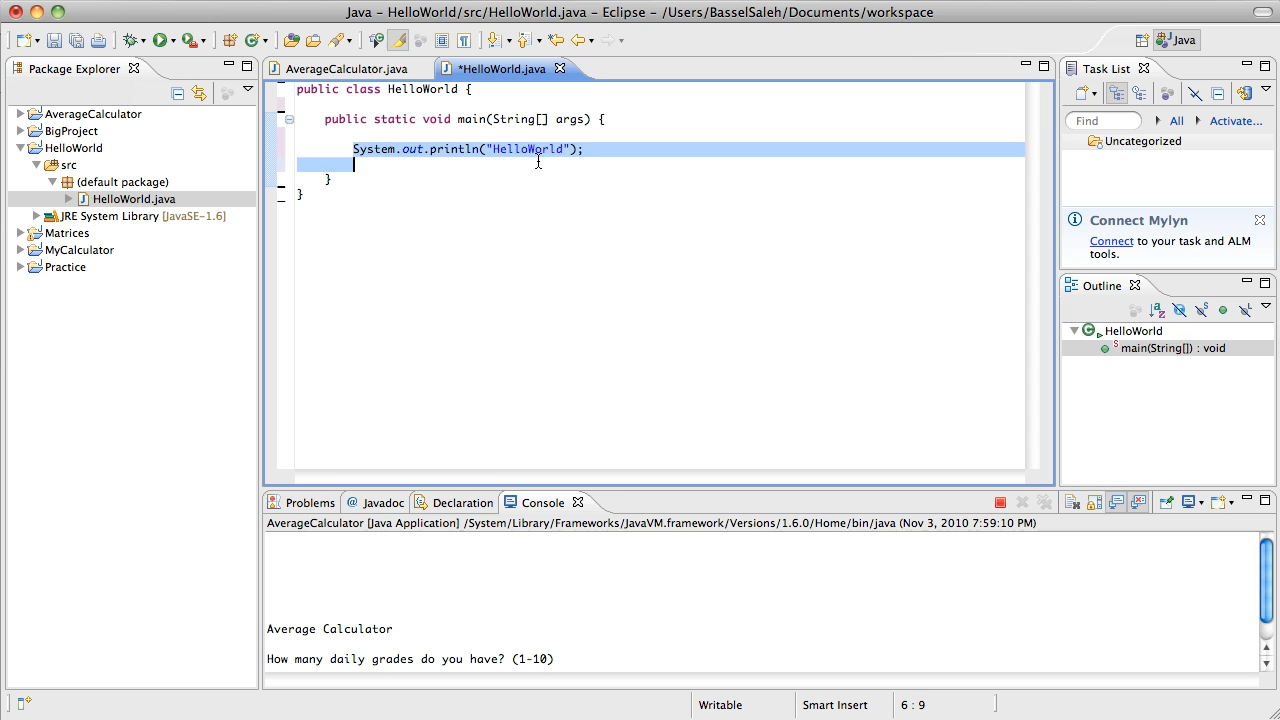 Java – HelloWorld/src/HelloWorld.java – Eclipse – /Users/BasselSaleh/Documents/workspace
Java
Package Explorer
AverageCalculator
BigProject
HelloWorld
src
(default package)
HelloWorld.java
JRE System Library [JavaSE-1.6]
Matrices
MyCalculator
Practice
AverageCalculator.java
*HelloWorld.java
public class HelloWorld {
public static void main(String[] args) {
System.out.println("HelloWorld");
}
}
Task List
Find
All
Activate...
Uncategorized
Connect Mylyn
Connect to your task and ALM
tools.
Outline
HelloWorld
main(String[]) : void
Problems
@ Javadoc
Declaration
Console
AverageCalculator [Java Application] /System/Library/Frameworks/JavaVM.framework/Versions/1.6.0/Home/bin/java (Nov 3, 2010 7:59:10 PM)
Average Calculator
How many daily grades do you have? (1-10)
Writable
Smart Insert
6 : 9